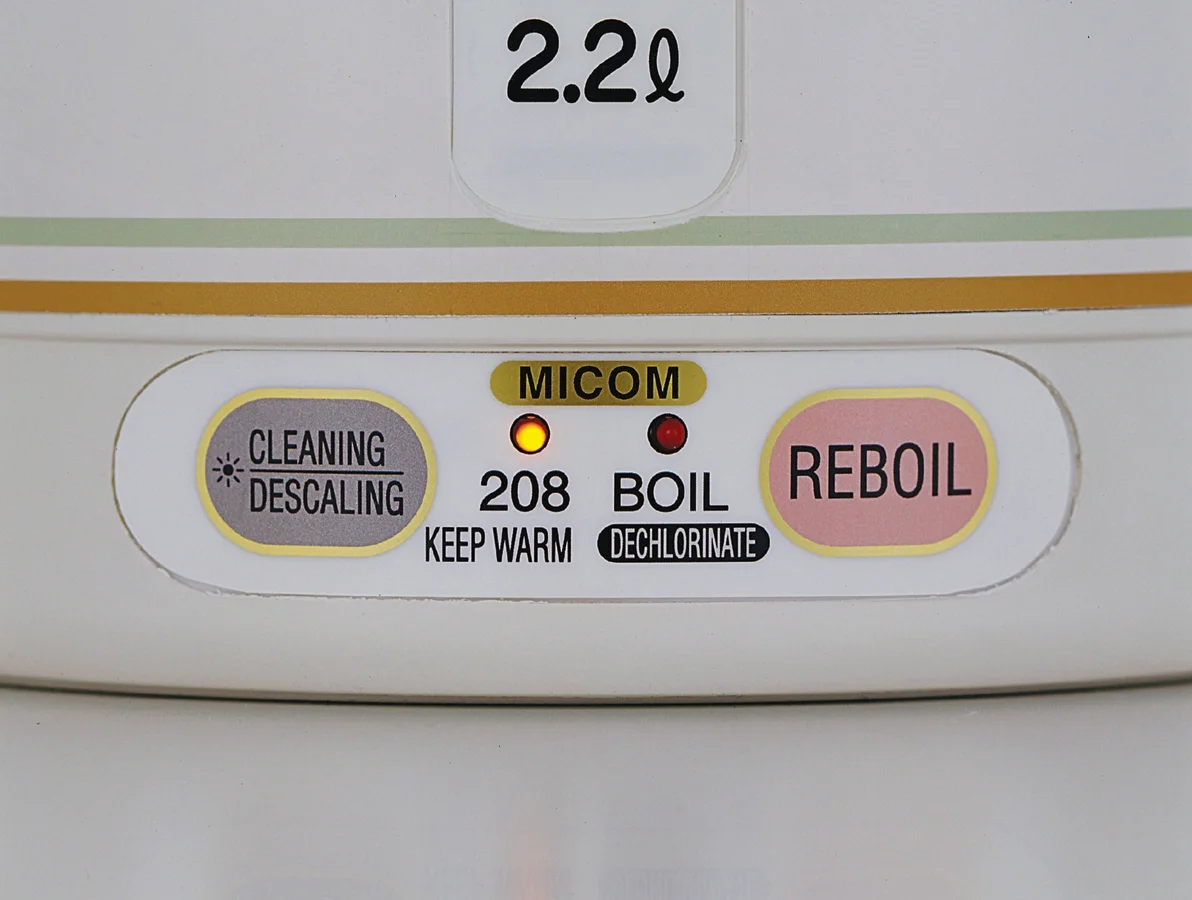 2.2ℓ
MICOM
CLEANING
DESCALING
208
KEEP WARM
BOIL
DECHLORINATE
REBOIL